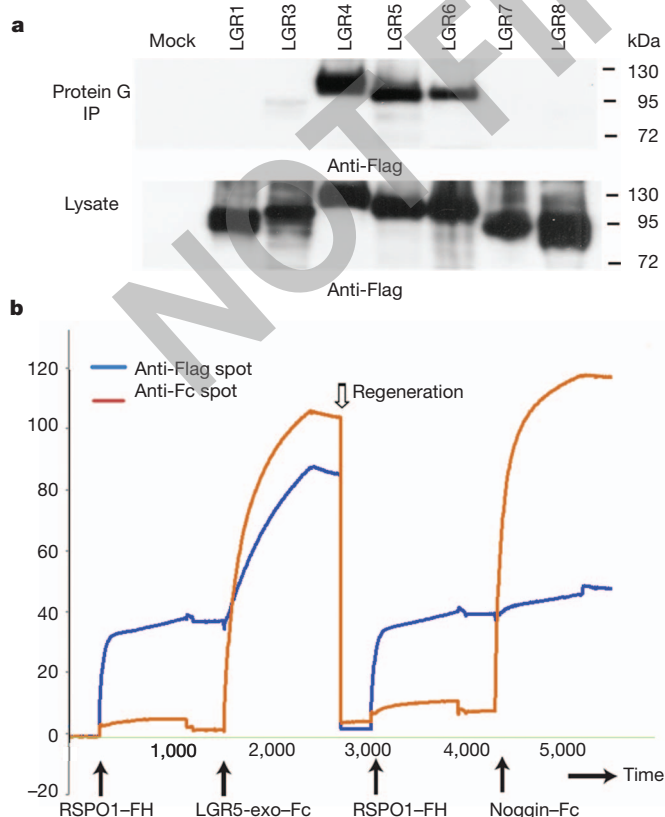 a
Mock LGR1 LGR3 LGR4 LGR5 LGR6 LGR7 LGR8 kDa
Protein G
IP
130
95
72
Anti-Flag
Lysate
130
95
72
Anti-Flag
b
120
100
80
60
40
20
0
–20
Anti-Flag spot
Anti-Fc spot
Regeneration
1,000 2,000 3,000 4,000 5,000
Time
RSPO1–FH LGR5-exo–Fc RSPO1–FH Noggin–Fc